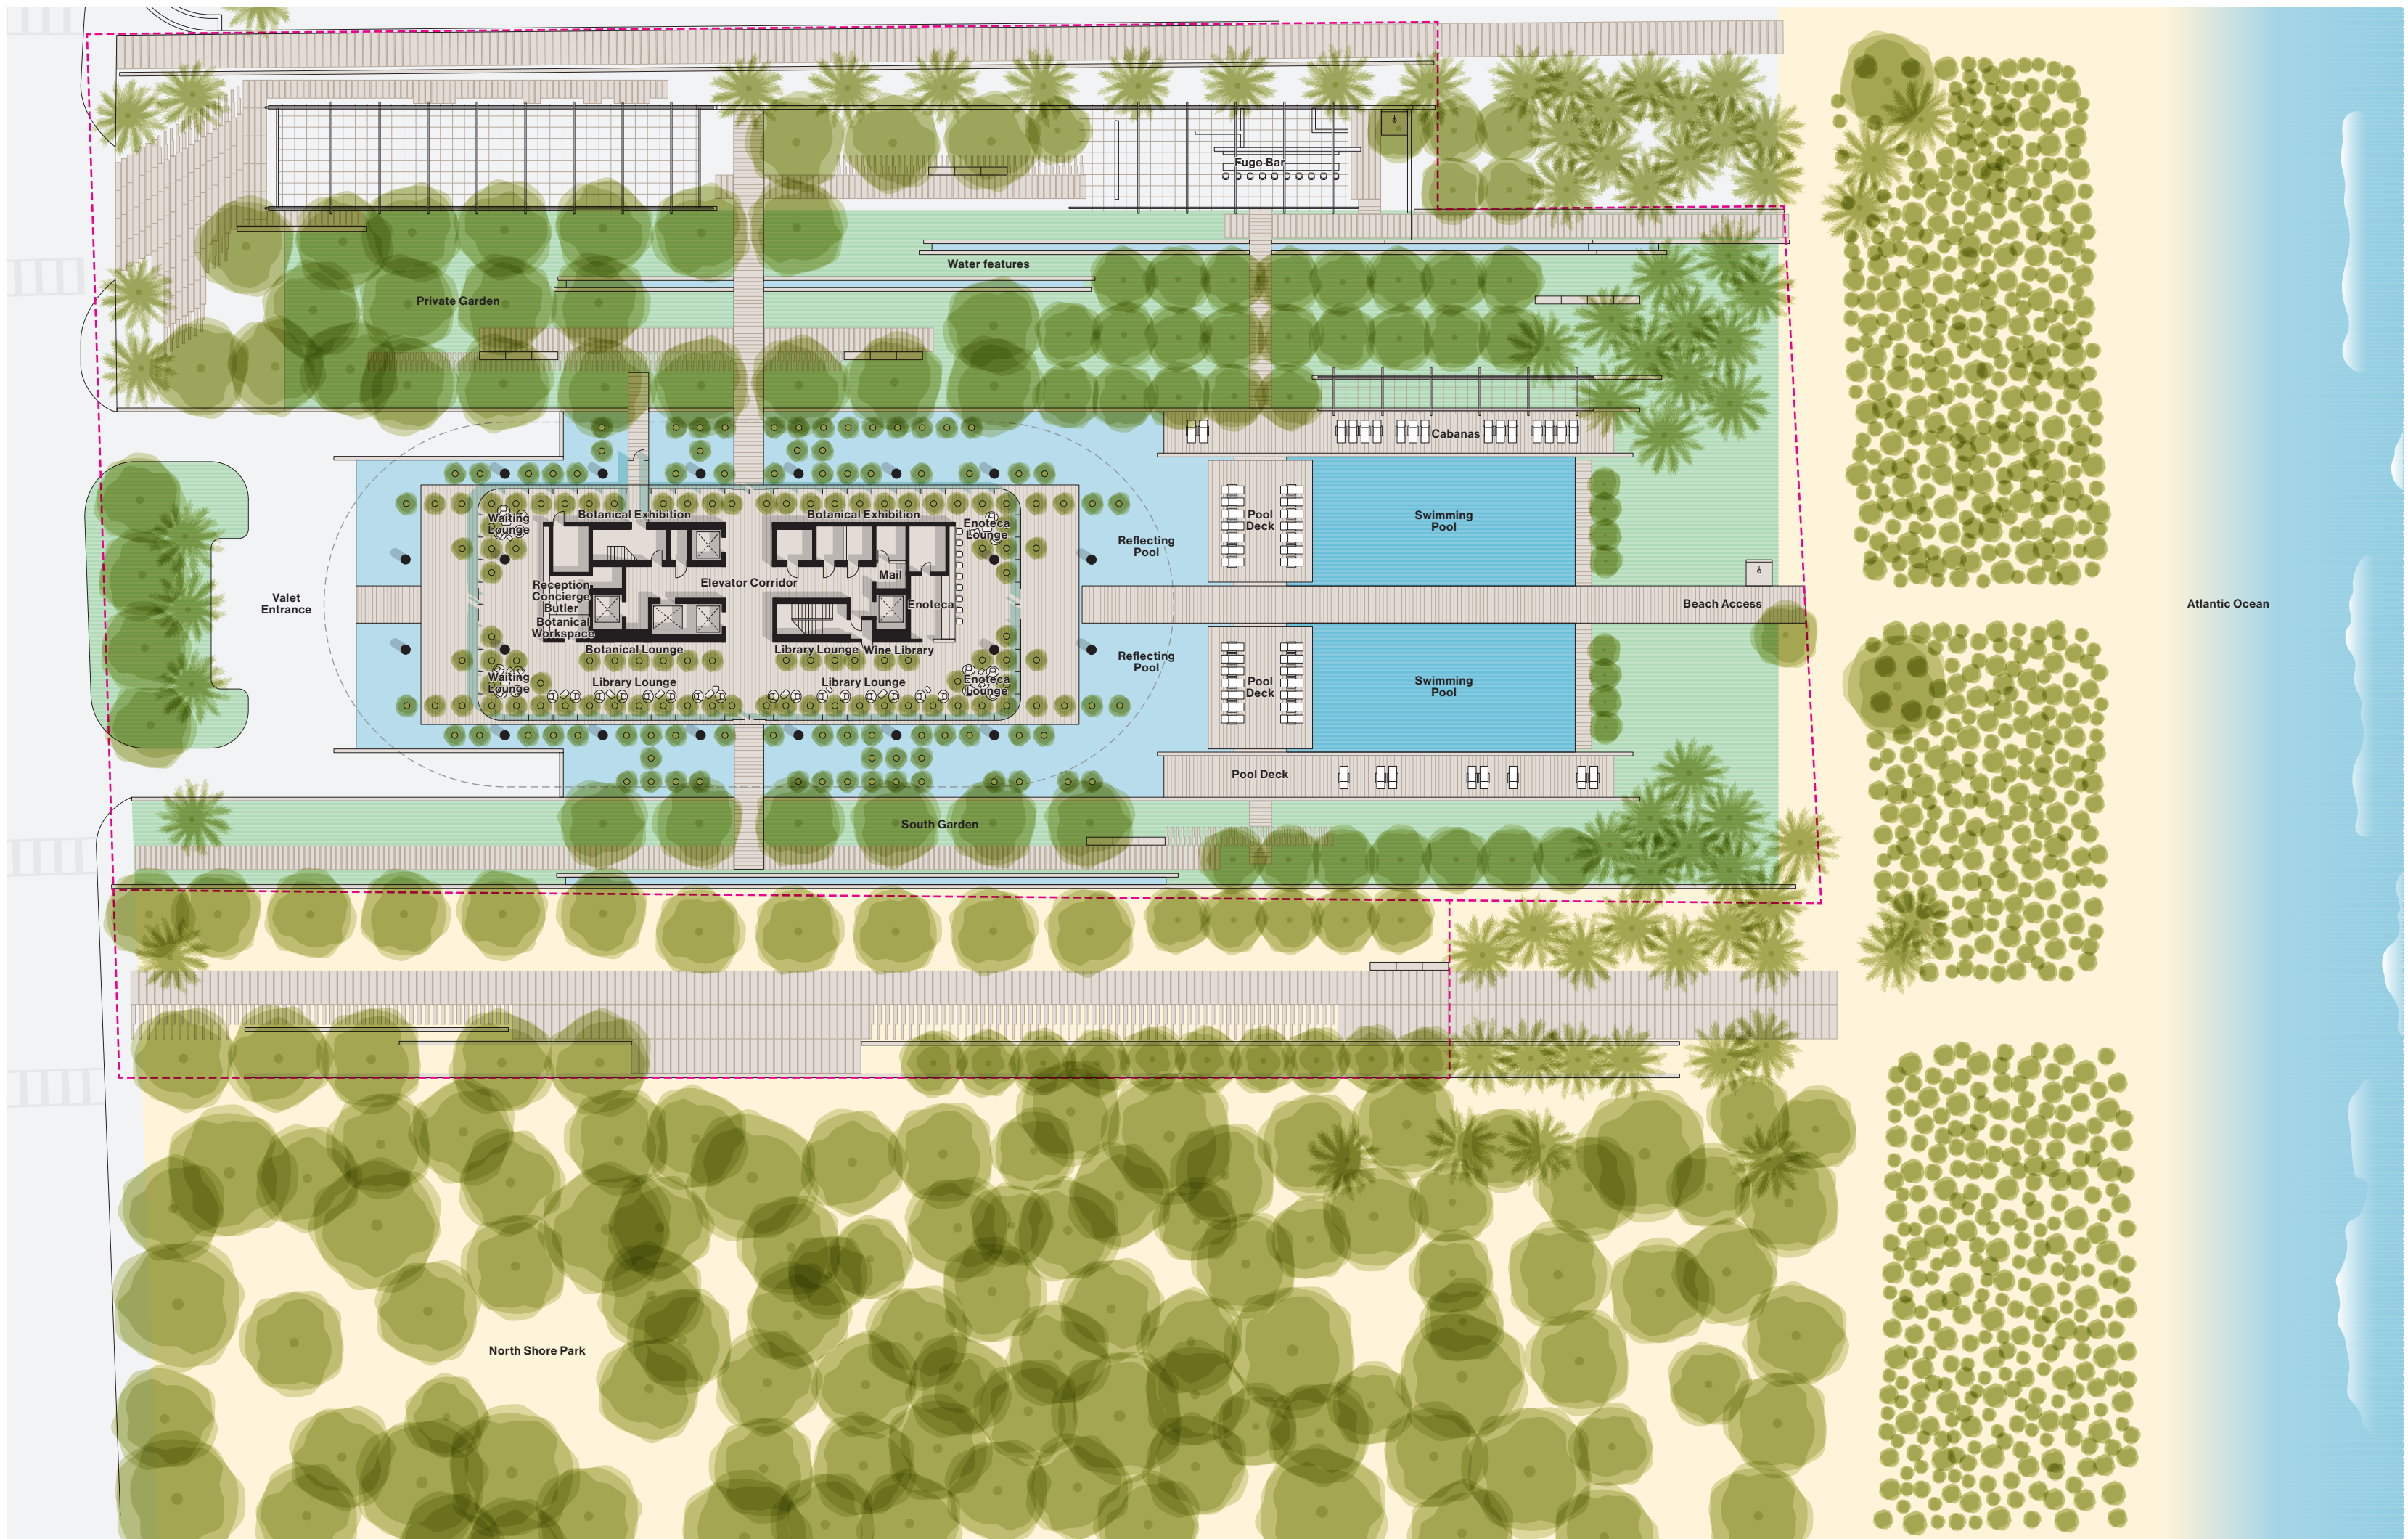 Fugo Bar
Water features
Private Garden
Cabanas
Waiting
Lounge
Botanical Exhibition
Botanical Exhibition
Enoteca
Lounge
Pool
Deck
Swimming
Pool
Reflecting
Pool
Elevator Corridor
Mail
Reception
Concierge
Butler
Botanical
Workspace
Enoteca
Valet
Entrance
Beach Access
Atlantic Ocean
Botanical Lounge
Library Lounge
Wine Library
Reflecting
Pool
Waiting
Lounge
Library Lounge
Library Lounge
Enoteca
Lounge
Pool
Deck
Swimming
Pool
Pool Deck
South Garden
North Shore Park